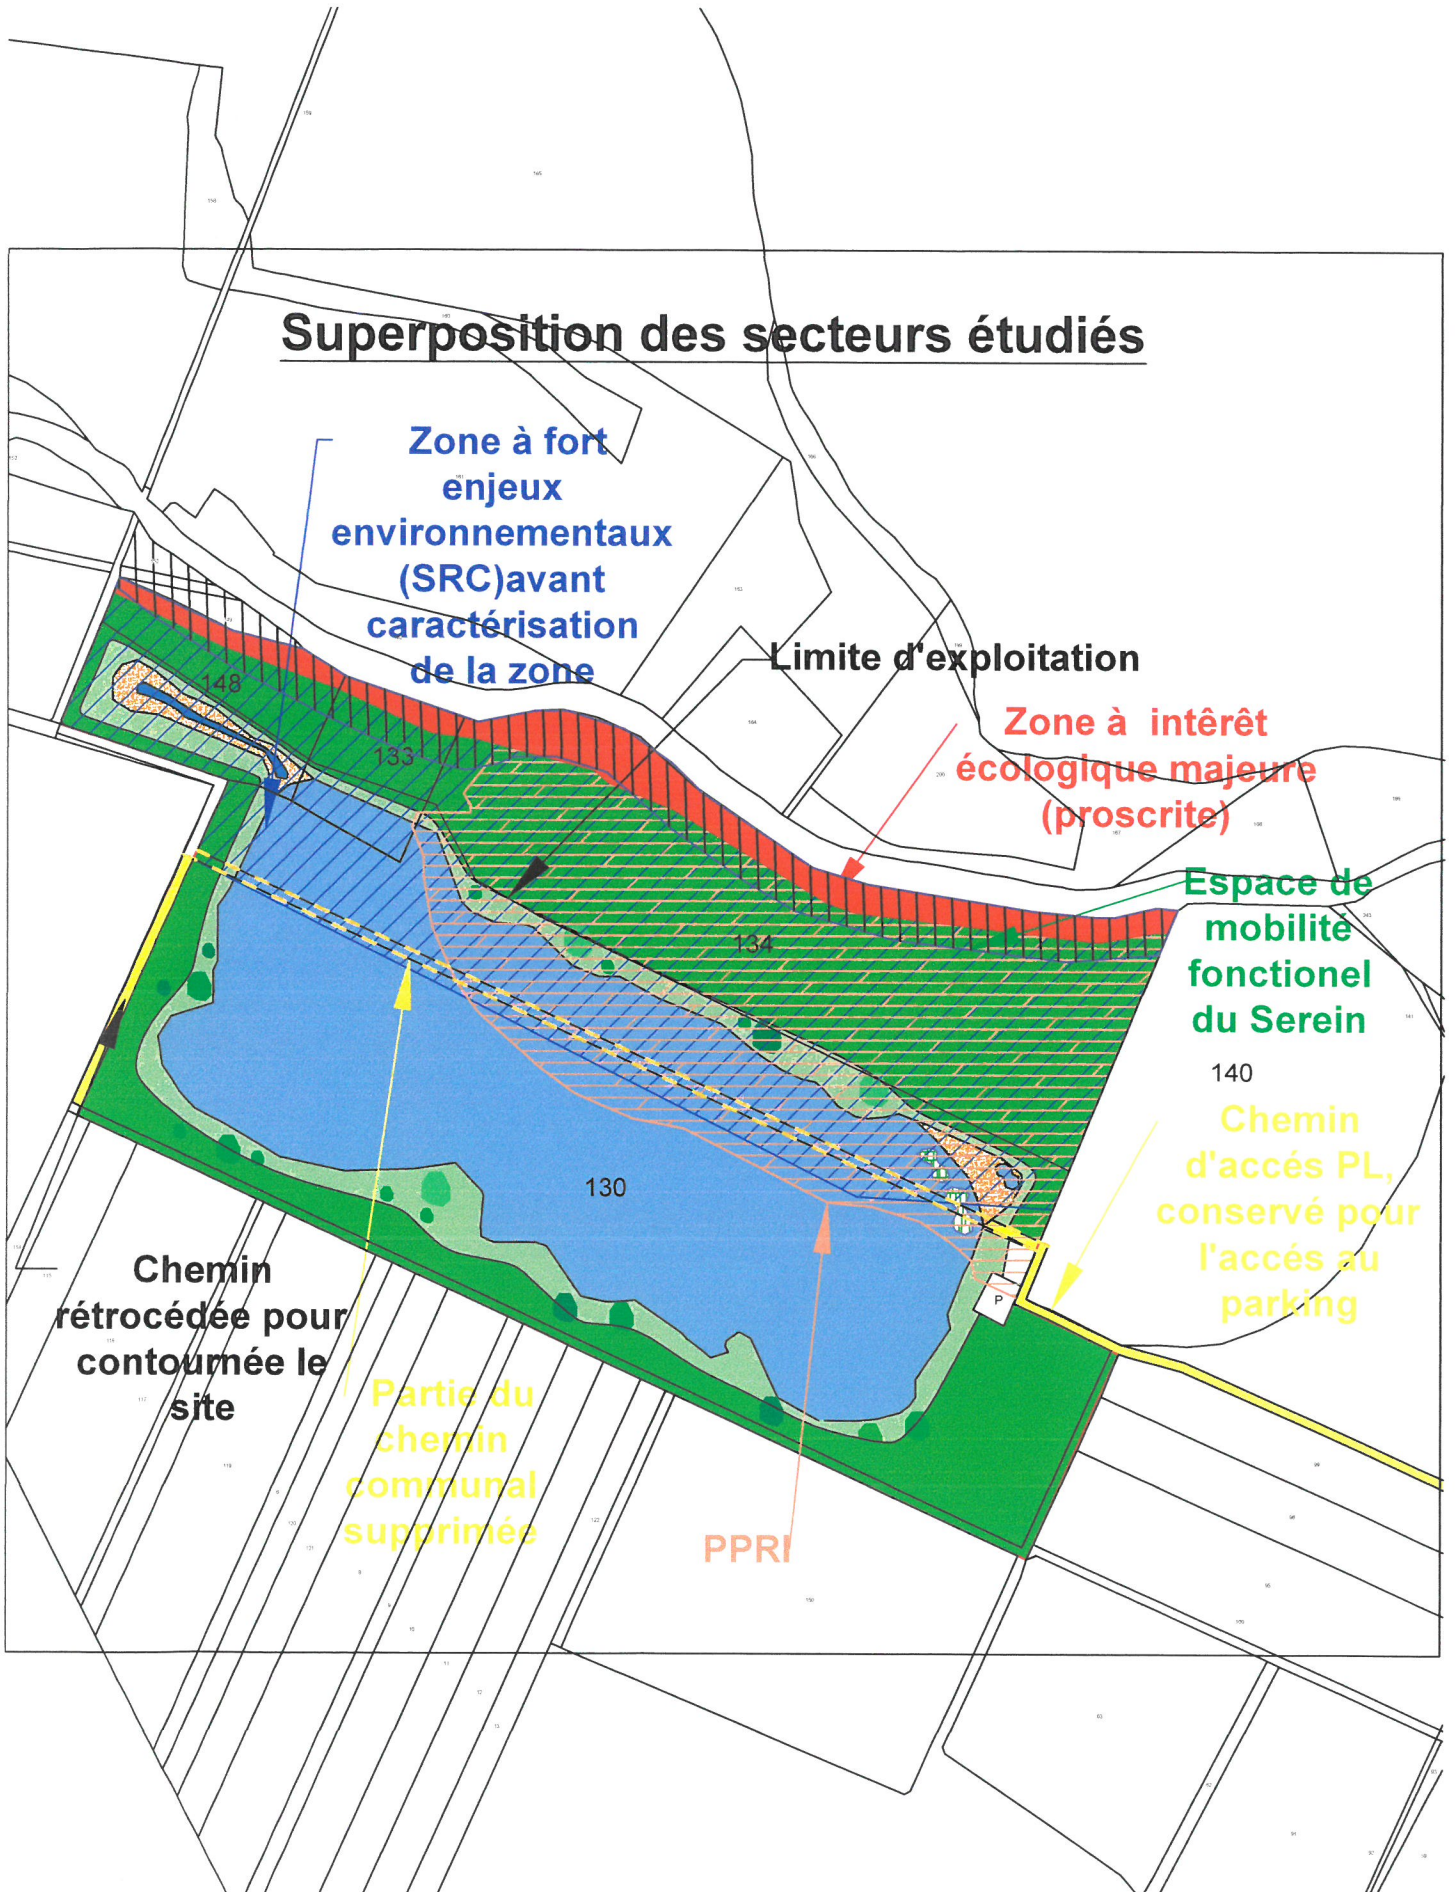 Superposition des secteurs étudiés
Zone à fort
enjeux
environnementaux
(SRC)avant
caractérisation
de la zone
Limite d'exploitation
Zone à intêrêt
écologique majeure
(proscrite)
Espace de
mobilité
fonctionel
du Serein
148
133
134
140
130
Chemin
d'accés PL,
conservé pour
l'accés au
parking
P
Chemin
rétrocédée pour
contournée le
site
Partie du
chemin
communal
supprimée
PPRI